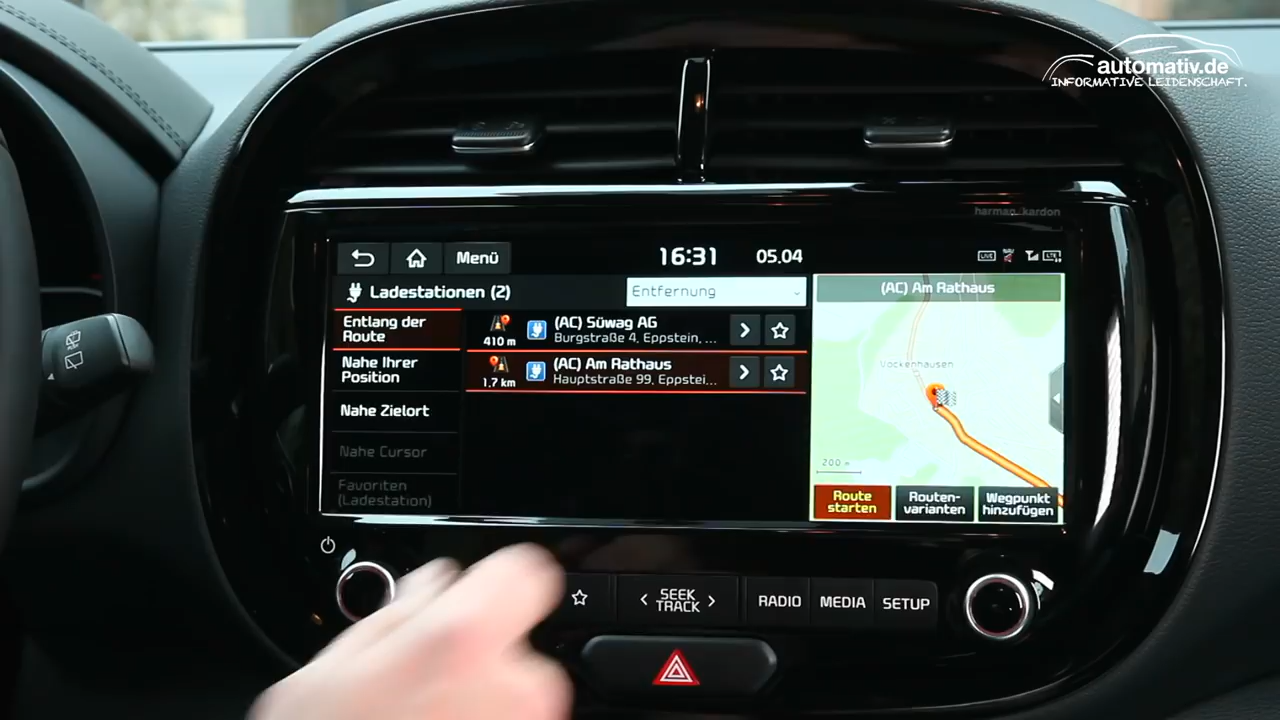 automativ.de
INFORMATIVE LEIDENSCHAFT.
harman/kardon
Menü
16:31
05.04
LIVE
LTE
Ladestationen (2)
Entfernung
Entlang der
Route
Nahe Ihrer
Position
Nahe Zielort
Nahe Cursor
Favoriten
(Ladestation)
410 m
(AC) Süwag AG
Burgstraße 4, Eppstein, ...
1.7 km
(AC) Am Rathaus
Hauptstraße 99, Eppstei...
(AC) Am Rathaus
Vockenhausen
200 m
Route
starten
Routen-
varianten
Wegpunkt
hinzufügen
SEEK
TRACK
RADIO
MEDIA
SETUP